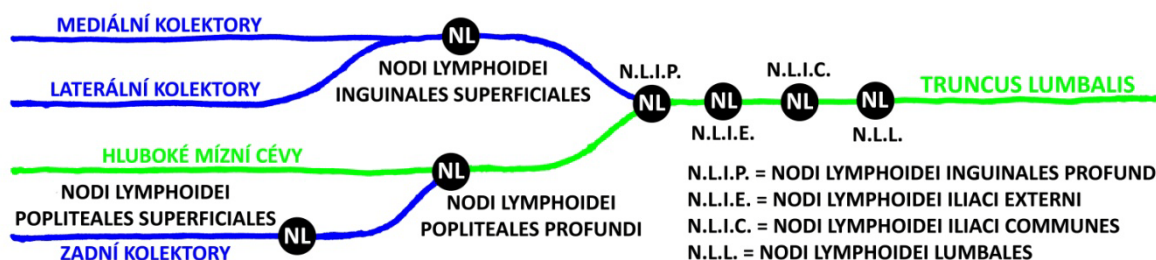 MEDIÁLNÍ KOLEKTORY
NL
NODI LYMPHOIDEI
INGUINALES SUPERFICIALES
LATERÁLNÍ KOLEKTORY
N.L.I.P.
NL
NL
N.L.I.E.
N.L.I.C.
NL
NL
N.L.L.
TRUNCUS LUMBALIS
HLUBOKÉ MÍZNÍ CÉVY
NL
NODI LYMPHOIDEI
POPLITEALES PROFUNDI
NODI LYMPHOIDEI
POPLITEALES SUPERFICIALES
NL
ZADNÍ KOLEKTORY
N.L.I.P. = NODI LYMPHOIDEI INGUINALES PROFUND
N.L.I.E. = NODI LYMPHOIDEI ILIACI EXTERNI
N.L.I.C. = NODI LYMPHOIDEI ILIACI COMMUNES
N.L.L. = NODI LYMPHOIDEI LUMBALES